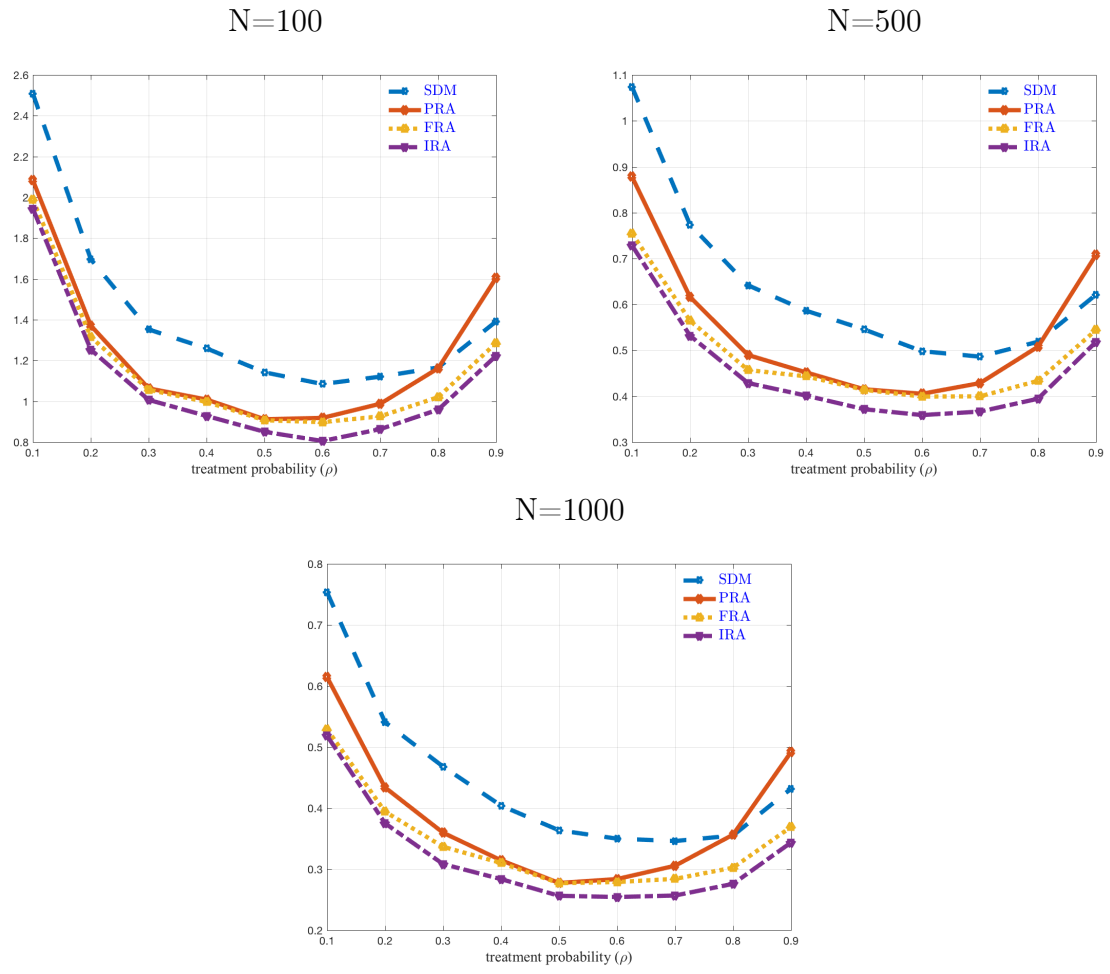 N=100
2.6
2.4
2.2
2
1.8
1.6
1.4
1.2
1
0.8
SDM
PRA
FRA
IRA
0.1 0.2 0.3 0.4 0.5 0.6 0.7 0.8 0.9
treatment probability (ρ)
N=500
1.1
1
0.9
0.8
0.7
0.6
0.5
0.4
0.3
SDM
PRA
FRA
IRA
0.1 0.2 0.3 0.4 0.5 0.6 0.7 0.8 0.9
treatment probability (ρ)
N=1000
0.8
0.7
0.6
0.5
0.4
0.3
0.2
SDM
PRA
FRA
IRA
0.1 0.2 0.3 0.4 0.5 0.6 0.7 0.8 0.9
treatment probability (ρ)